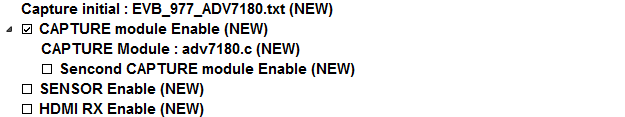 Capture initial : EVB_977_ADV7180.txt (NEW)
CAPTURE module Enable (NEW)
CAPTURE Module : adv7180.c (NEW)
Sencond CAPTURE module Enable (NEW)
SENSOR Enable (NEW)
HDMI RX Enable (NEW)